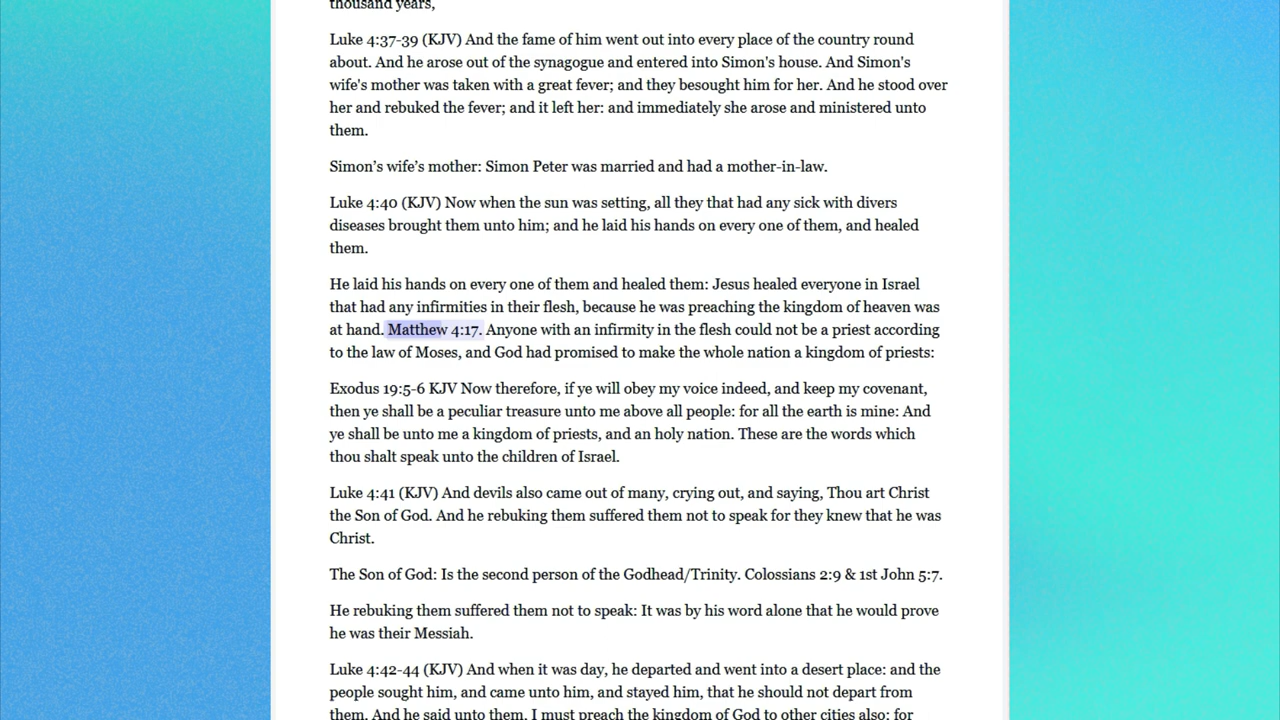 thousand years,
Luke 4:37-39 (KJV) And the fame of him went out into every place of the country round
about. And he arose out of the synagogue and entered into Simon's house. And Simon's
wife's mother was taken with a great fever; and they besought him for her. And he stood over
her and rebuked the fever; and it left her: and immediately she arose and ministered unto
them.
Simon’s wife’s mother: Simon Peter was married and had a mother-in-law.
Luke 4:40 (KJV) Now when the sun was setting, all they that had any sick with divers
diseases brought them unto him; and he laid his hands on every one of them, and healed
them.
He laid his hands on every one of them and healed them: Jesus healed everyone in Israel
that had any infirmities in their flesh, because he was preaching the kingdom of heaven was
at hand. Matthew 4:17. Anyone with an infirmity in the flesh could not be a priest according
to the law of Moses, and God had promised to make the whole nation a kingdom of priests:
Exodus 19:5-6 KJV Now therefore, if ye will obey my voice indeed, and keep my covenant,
then ye shall be a peculiar treasure unto me above all people: for all the earth is mine: And
ye shall be unto me a kingdom of priests, and an holy nation. These are the words which
thou shalt speak unto the children of Israel.
Luke 4:41 (KJV) And devils also came out of many, crying out, and saying, Thou art Christ
the Son of God. And he rebuking them suffered them not to speak for they knew that he was
Christ.
The Son of God: Is the second person of the Godhead/Trinity. Colossians 2:9 & 1st John 5:7.
He rebuking them suffered them not to speak: It was by his word alone that he would prove
he was their Messiah.
Luke 4:42-44 (KJV) And when it was day, he departed and went into a desert place: and the
people sought him, and came unto him, and stayed him, that he should not depart from
them. And he said unto them, I must preach the kingdom of God to other cities also: for